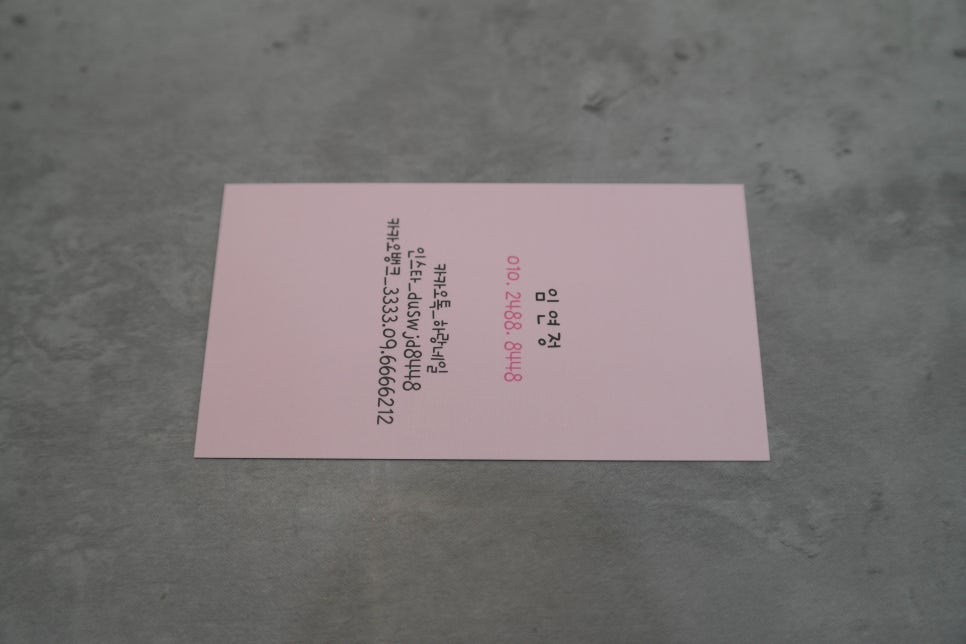 임연정
010. 2488. 8448
카카오톡_하랑네일
인스타_duswjd8448
카카오뱅크_3333.09.6666212